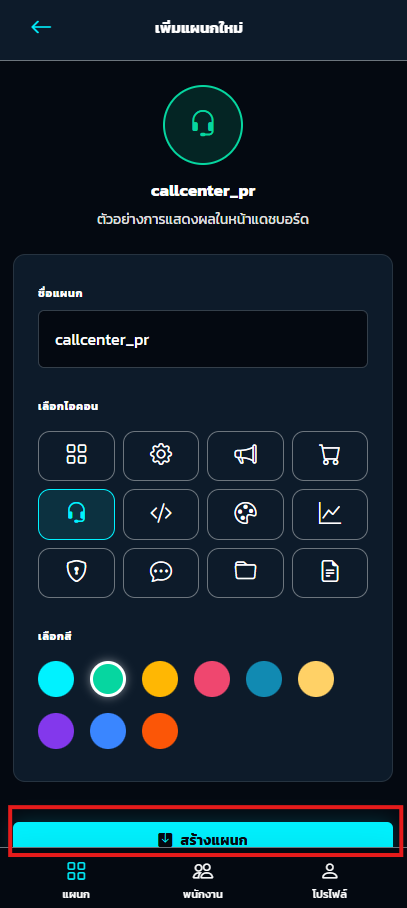 เพิ่มแผนกใหม่
callcenter_pr
ตัวอย่างการแสดงผลในหน้าแดชบอร์ด
ชื่อแผนก
callcenter_pr
เลือกไอคอน
เลือกสี
สร้างแผนก
แผนก พนักงาน โปรไฟล์